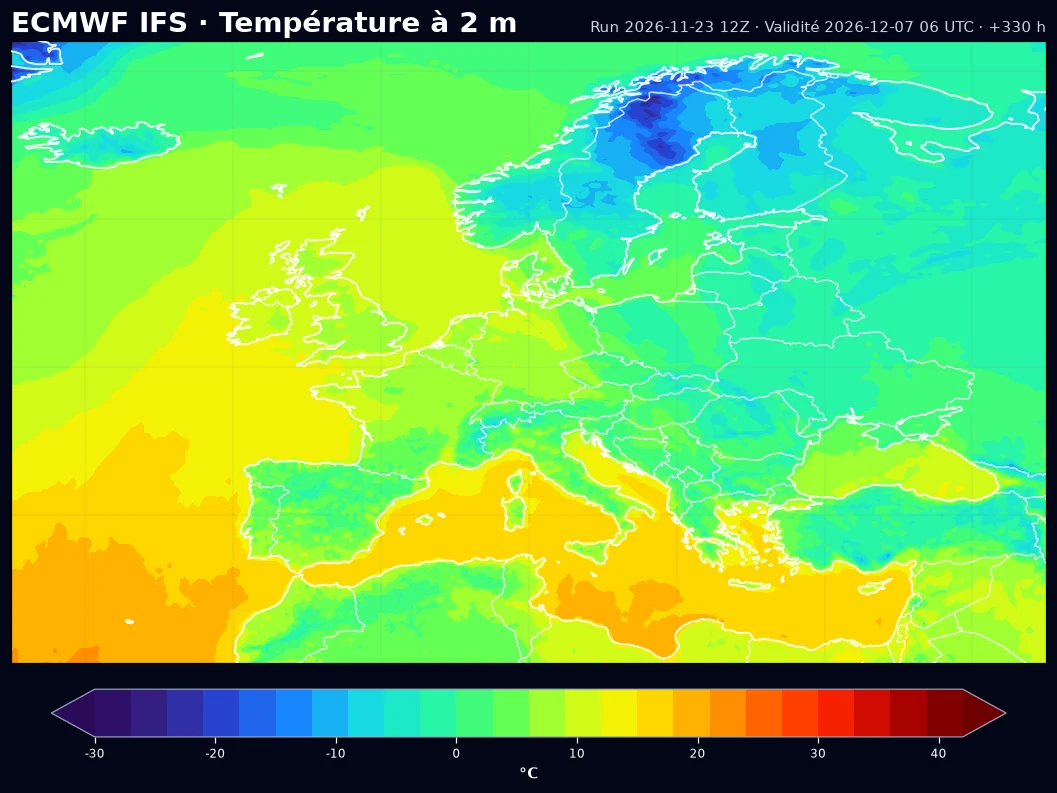 ECMWF IFS · Température à 2 m
Run 2026-11-23 12Z · Validité 2026-12-07 06 UTC · +330 h
-30 -20 -10 0 10 20 30 40
°C